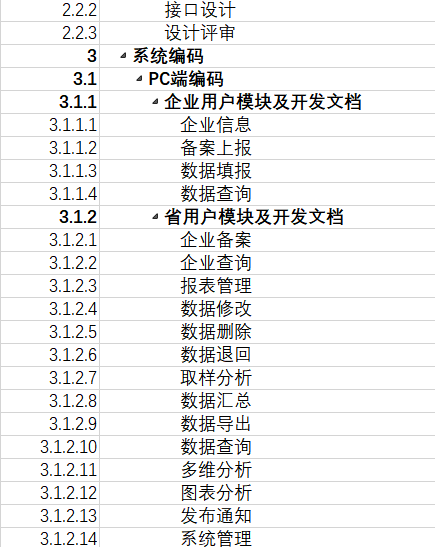 2.2.2 接口设计
2.2.3 设计评审
3 系统编码
3.1 PC端编码
3.1.1 企业用户模块及开发文档
3.1.1.1 企业信息
3.1.1.2 备案上报
3.1.1.3 数据填报
3.1.1.4 数据查询
3.1.2 省用户模块及开发文档
3.1.2.1 企业备案
3.1.2.2 企业查询
3.1.2.3 报表管理
3.1.2.4 数据修改
3.1.2.5 数据删除
3.1.2.6 数据退回
3.1.2.7 取样分析
3.1.2.8 数据汇总
3.1.2.9 数据导出
3.1.2.10 数据查询
3.1.2.11 多维分析
3.1.2.12 图表分析
3.1.2.13 发布通知
3.1.2.14 系统管理